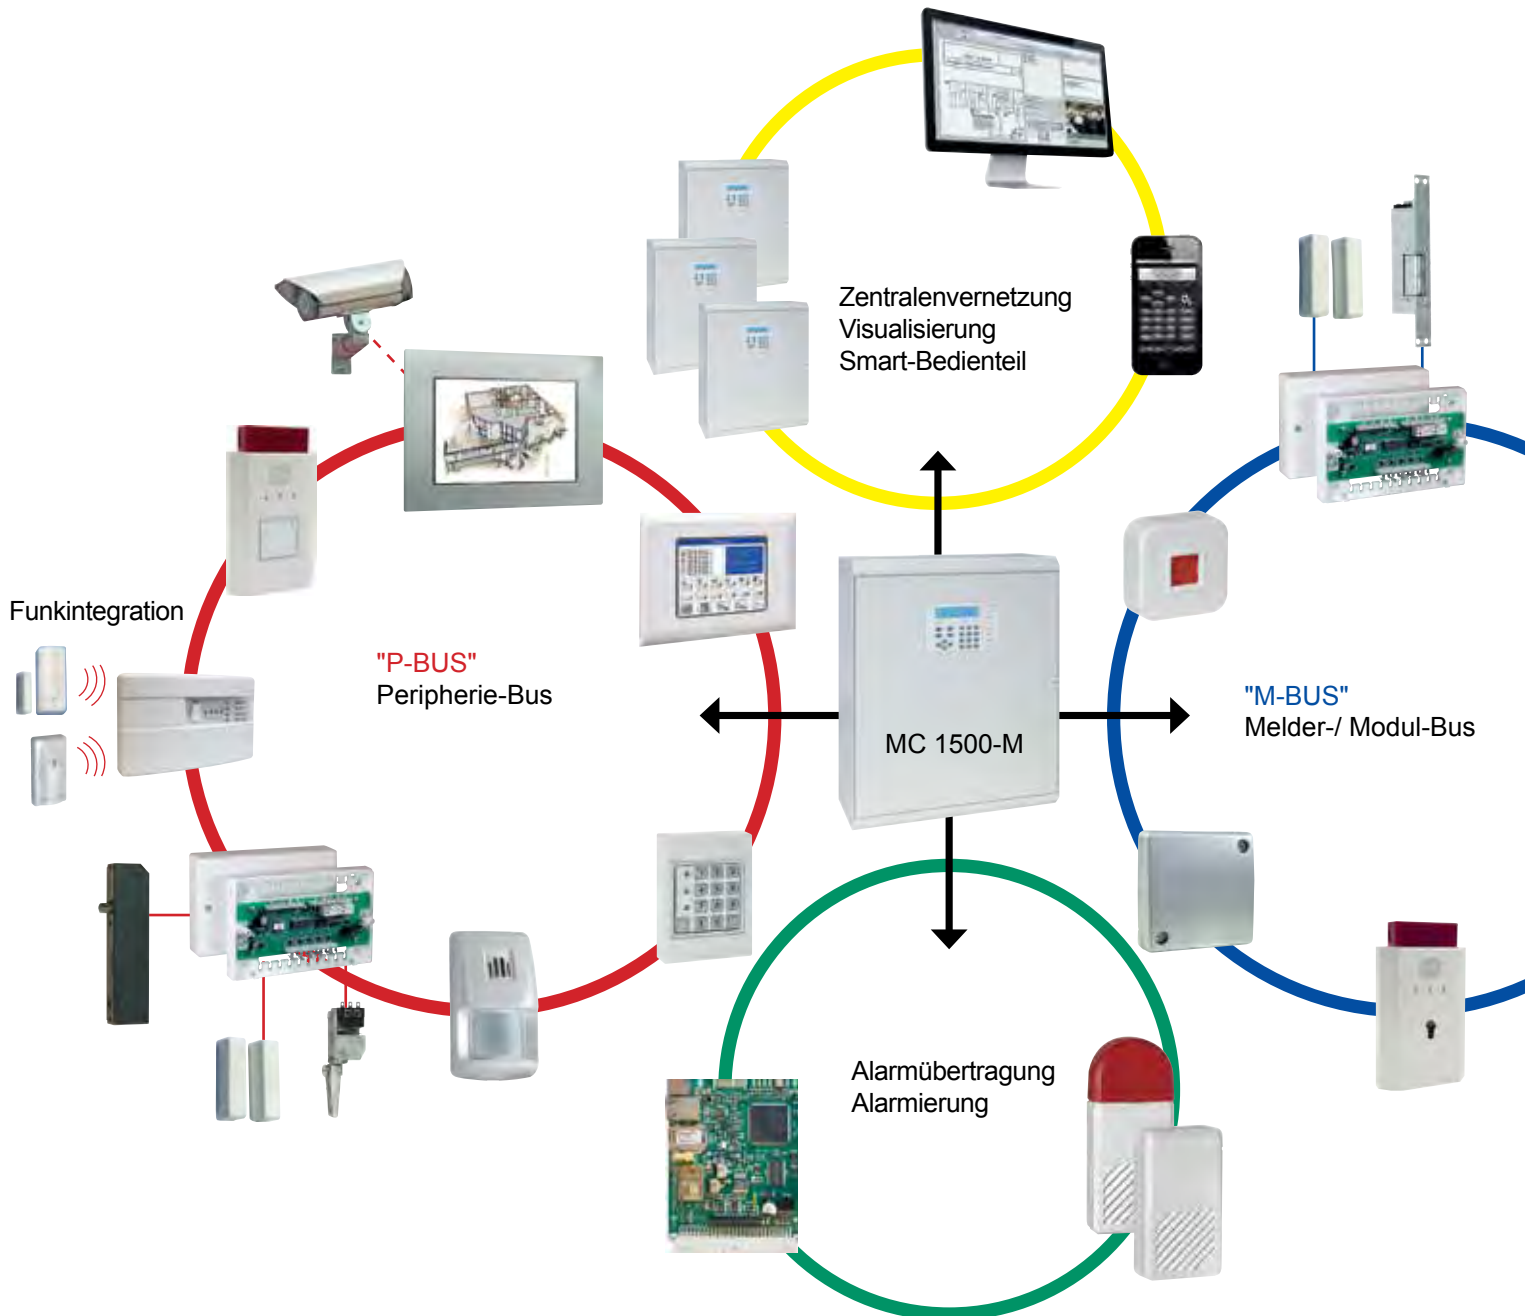 Zentralenvernetzung
Visualisierung
Smart-Bedienteil
Funkintegration
"P-BUS"
Peripherie-Bus
MC 1500-M
"M-BUS"
Melder-/ Modul-Bus
Alarmübertragung
Alarmierung